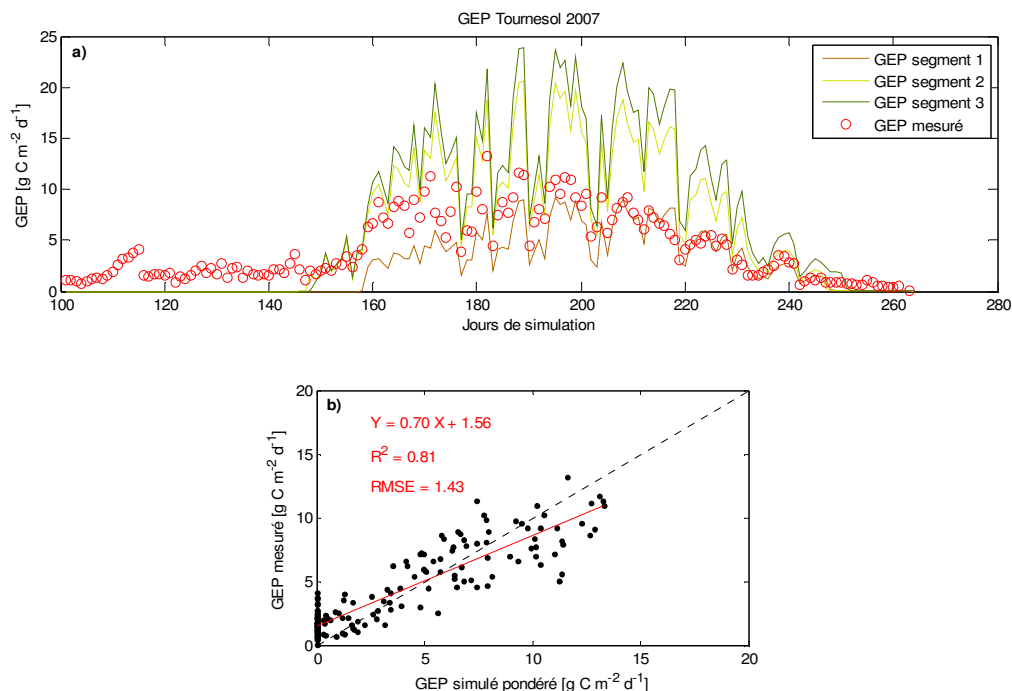 GEP Tournesol 2007
a)
GEP [g C m-2 d-1]
25
20
15
10
5
0
GEP segment 1
GEP segment 2
GEP segment 3
GEP mesuré
100 120 140 160 180 200 220 240 260 280
Jours de simulation
b)
Y = 0.70 X + 1.56
R2 = 0.81
RMSE = 1.43
GEP mesuré [g C m-2 d-1]
20
15
10
5
0
0 5 10 15 20
GEP simulé pondéré [g C m-2 d-1]